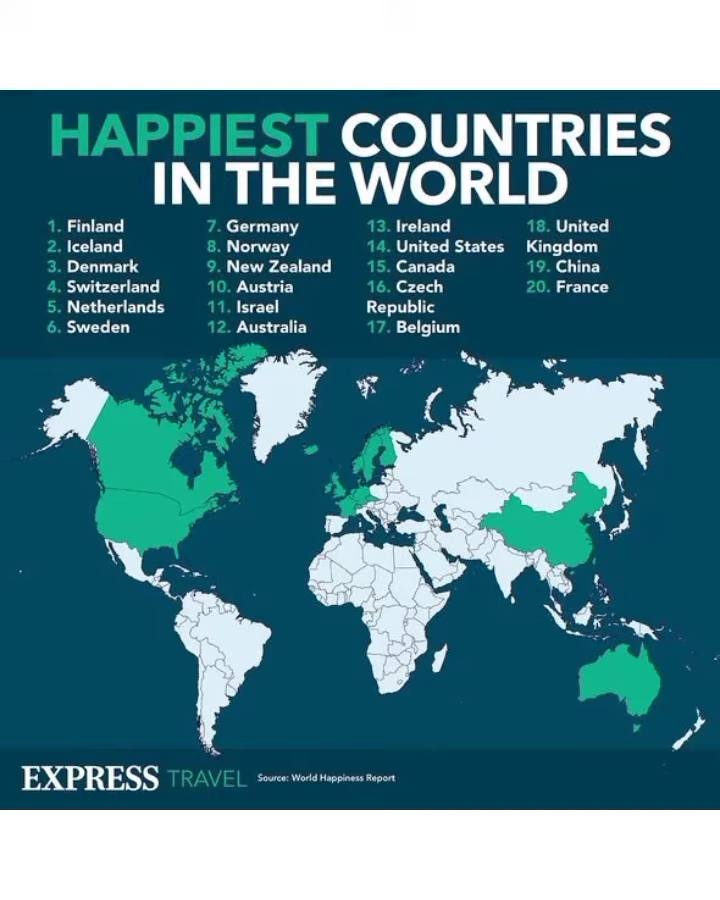 HAPPIEST COUNTRIES
IN THE WORLD
1. Finland
2. Iceland
3. Denmark
4. Switzerland
5. Netherlands
6. Sweden
7. Germany
8. Norway
9. New Zealand
10. Austria
11. Israel
12. Australia
13. Ireland
14. United States
15. Canada
16. Czech
Republic
17. Belgium
18. United
Kingdom
19. China
20. France
EXPRESS TRAVEL Source: World Happiness Report